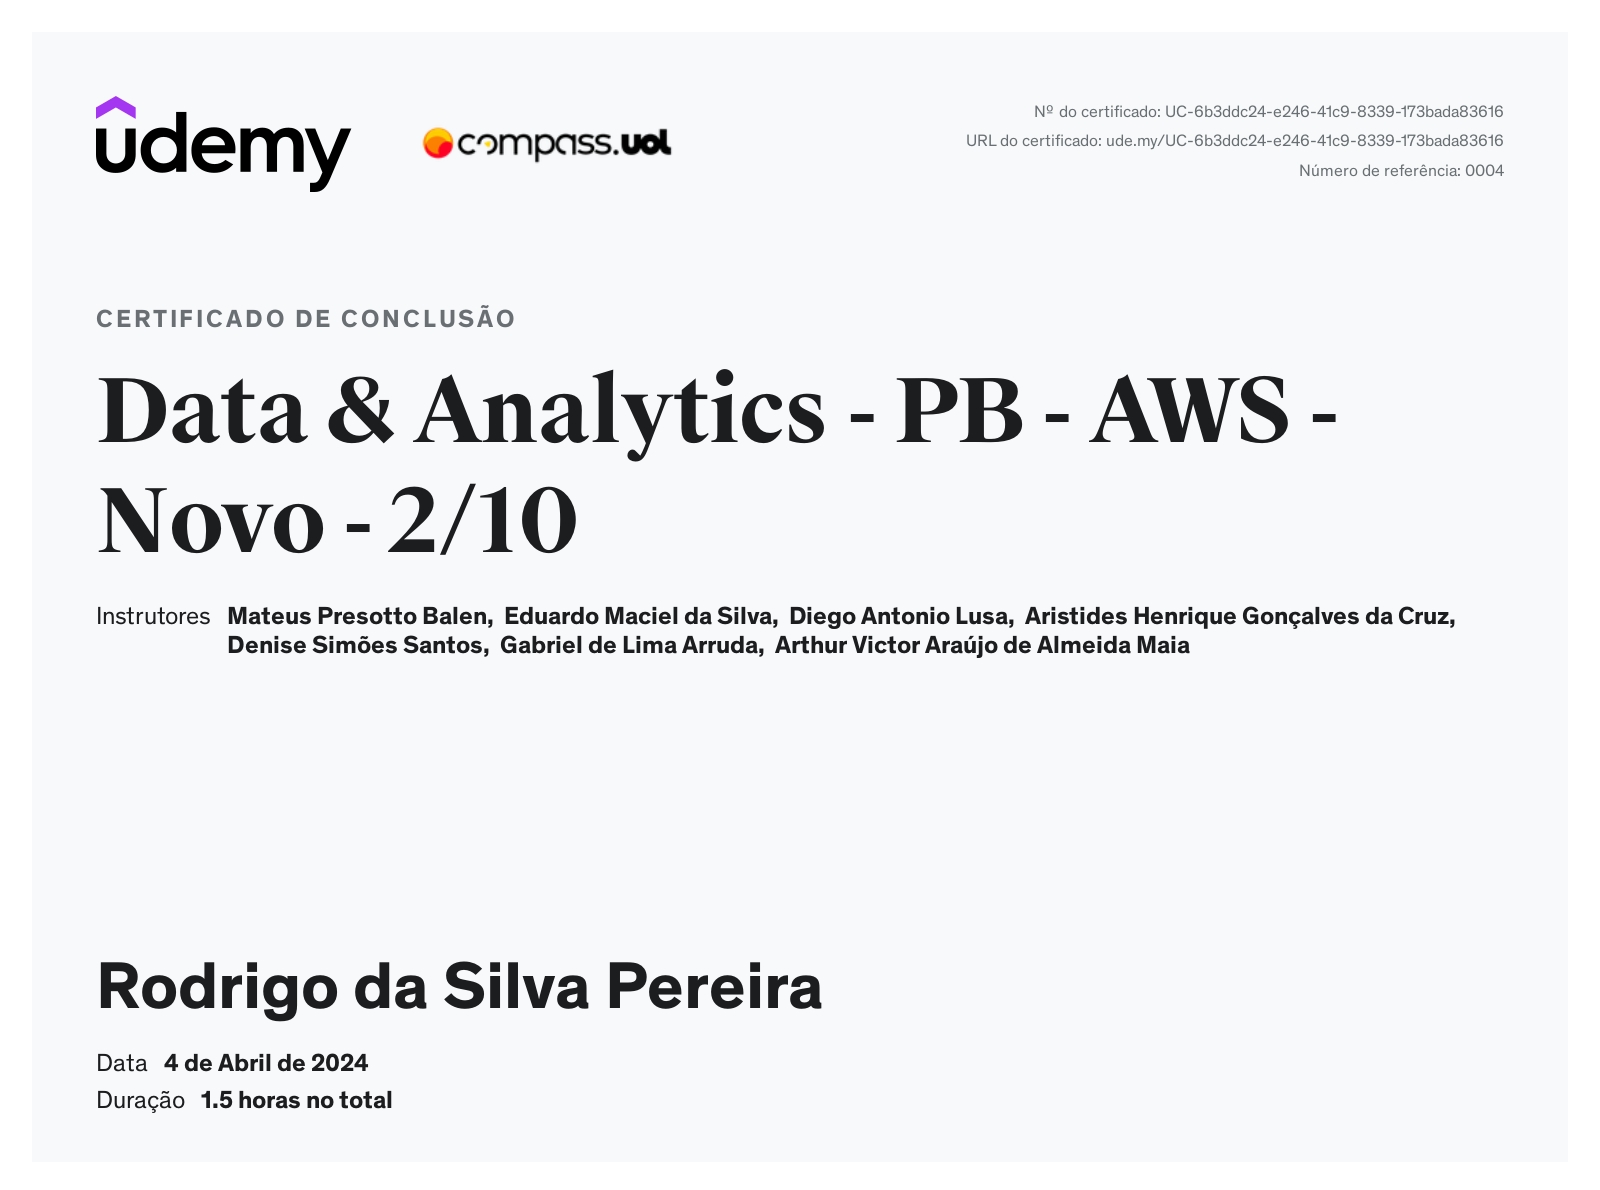 udemy
compass.uol
Nº do certificado: UC-6b3ddc24-e246-41c9-8339-173bada83616
URL do certificado: ude.my/UC-6b3ddc24-e246-41c9-8339-173bada83616
Número de referência: 0004
CERTIFICADO DE CONCLUSÃO
Data & Analytics - PB - AWS -
Novo - 2/10
Instrutores Mateus Presotto Balen, Eduardo Maciel da Silva, Diego Antonio Lusa, Aristides Henrique Gonçalves da Cruz,
Denise Simões Santos, Gabriel de Lima Arruda, Arthur Victor Araújo de Almeida Maia
Rodrigo da Silva Pereira
Data 4 de Abril de 2024
Duração 1.5 horas no total